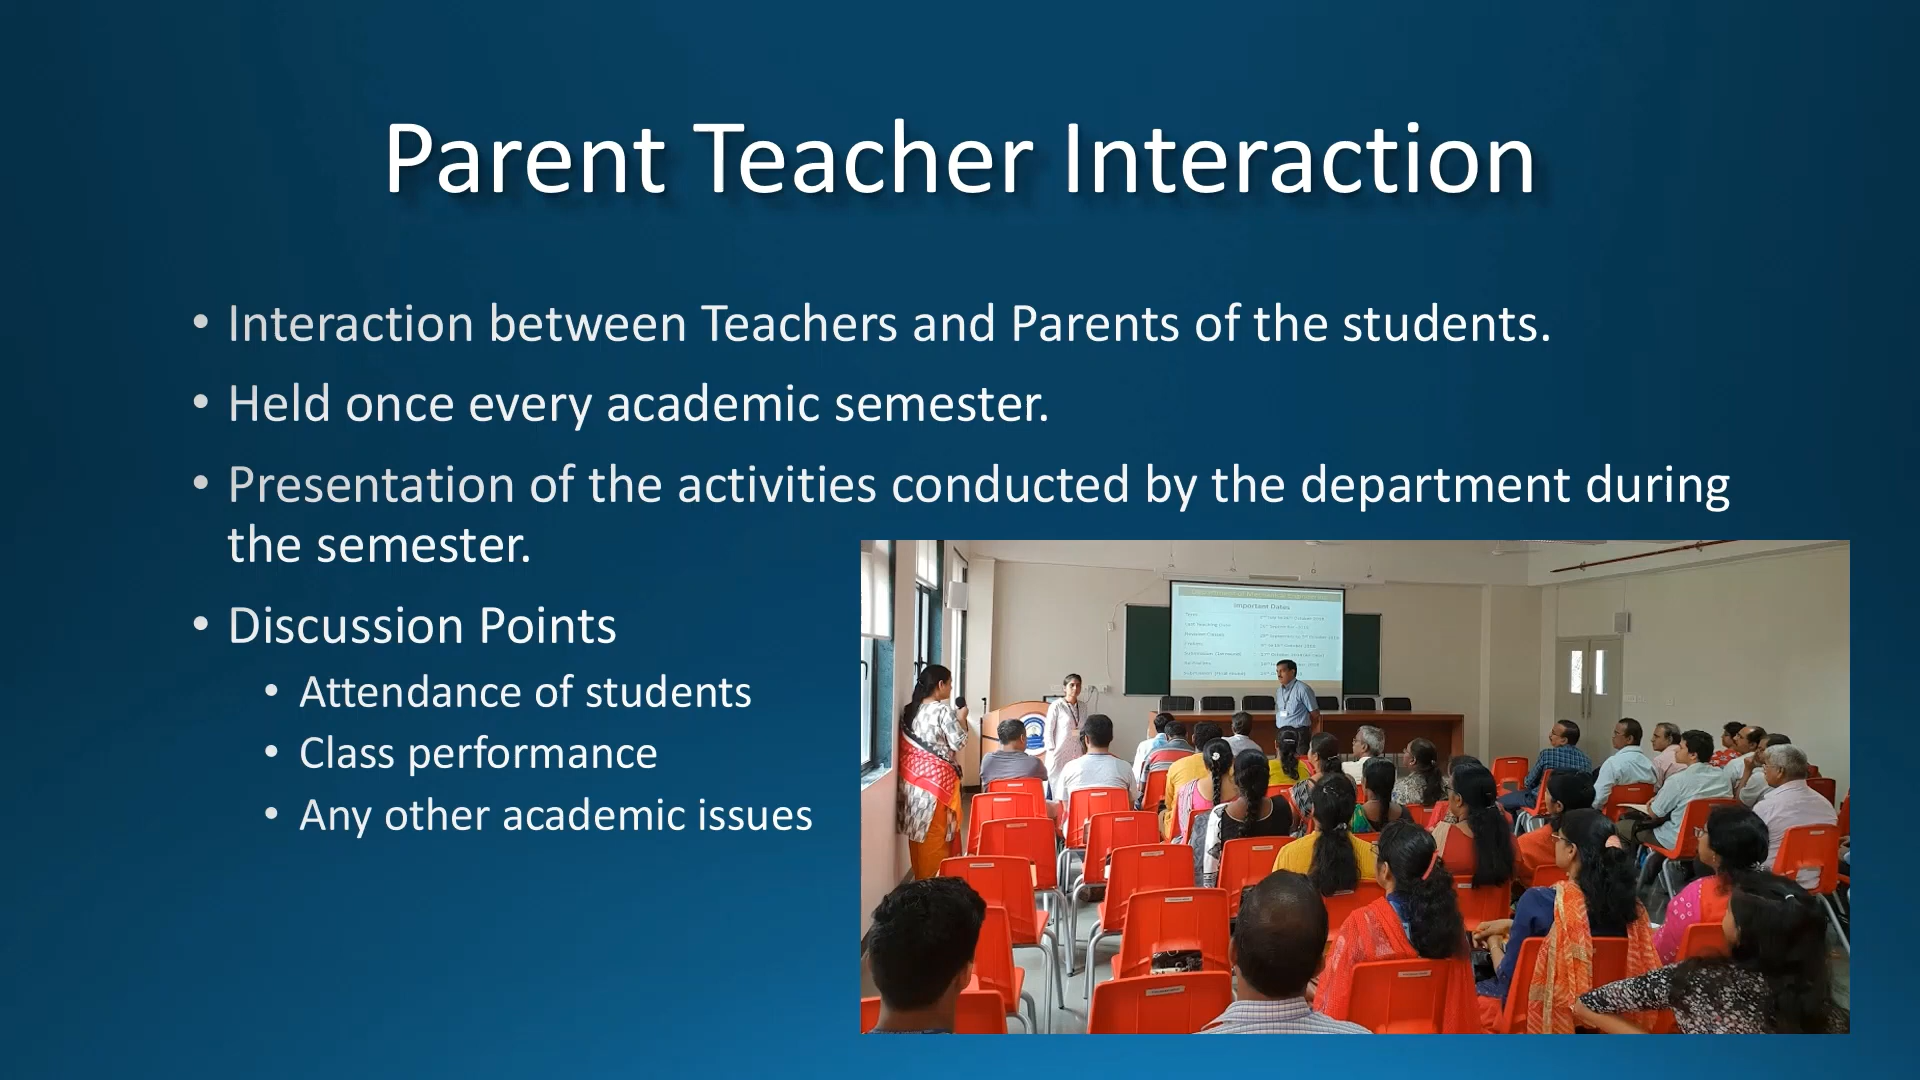 Parent Teacher Interaction
• Interaction between Teachers and Parents of the students.
• Held once every academic semester.
• Presentation of the activities conducted by the department during
the semester.
• Discussion Points
• Attendance of students
• Class performance
• Any other academic issues
Important Dates